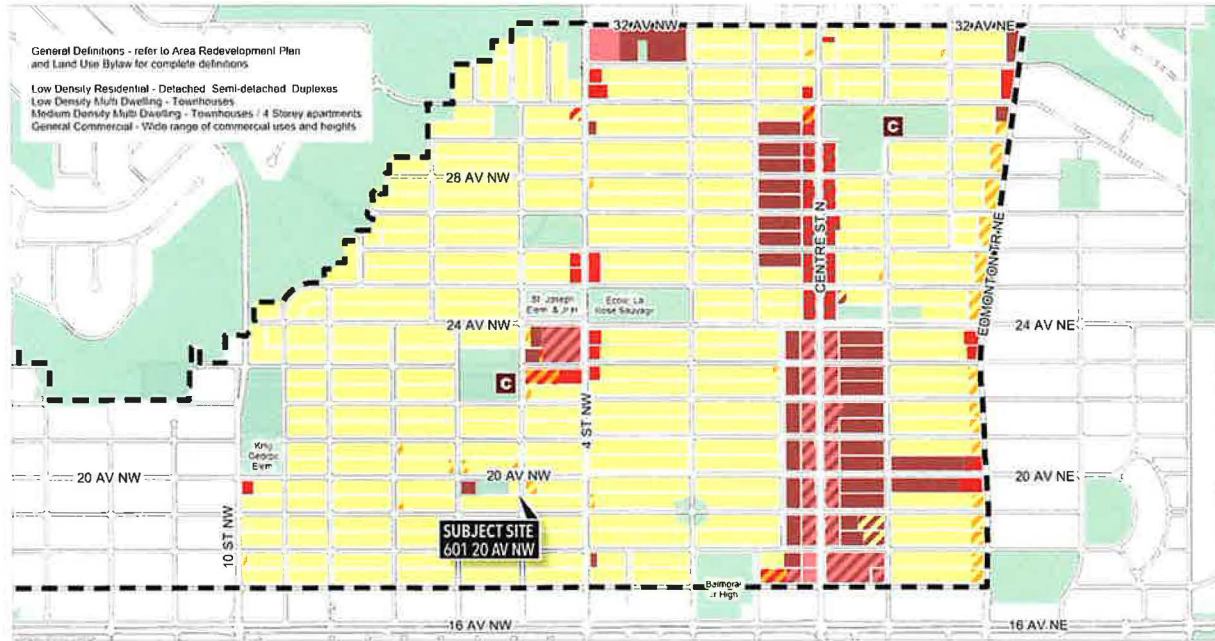 General Definitions - refer to Area Redevelopment Plan
and Land Use Bylaw for complete definitions
Low Density Residential - Detached Semi-detached Duplexes
Low Density Multi Dwelling - Townhouses
Medium Density Multi Dwelling - Townhouses / 4 Storey apartments
General Commercial - Wide range of commercial uses and heights
32 AV NW
32 AV NE
C
28 AV NW
CENTRE ST N
EDMONTON TR NE
St Joseph
Elem & Jr H
Ecole La
Rose Sauvage
24 AV NW
24 AV NE
C
4 ST NW
King
George
Elem
20 AV NW
20 AV NW
20 AV NE
SUBJECT SITE
601 20 AV NW
10 ST NW
Balmoral
Jr High
16 AV NW
16 AV NE